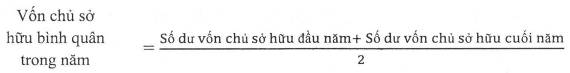 Vốn chủ sở
hữu bình quân
trong năm
= Số dư vốn chủ sở hữu đầu năm+ Số dư vốn chủ sở hữu cuối năm
2